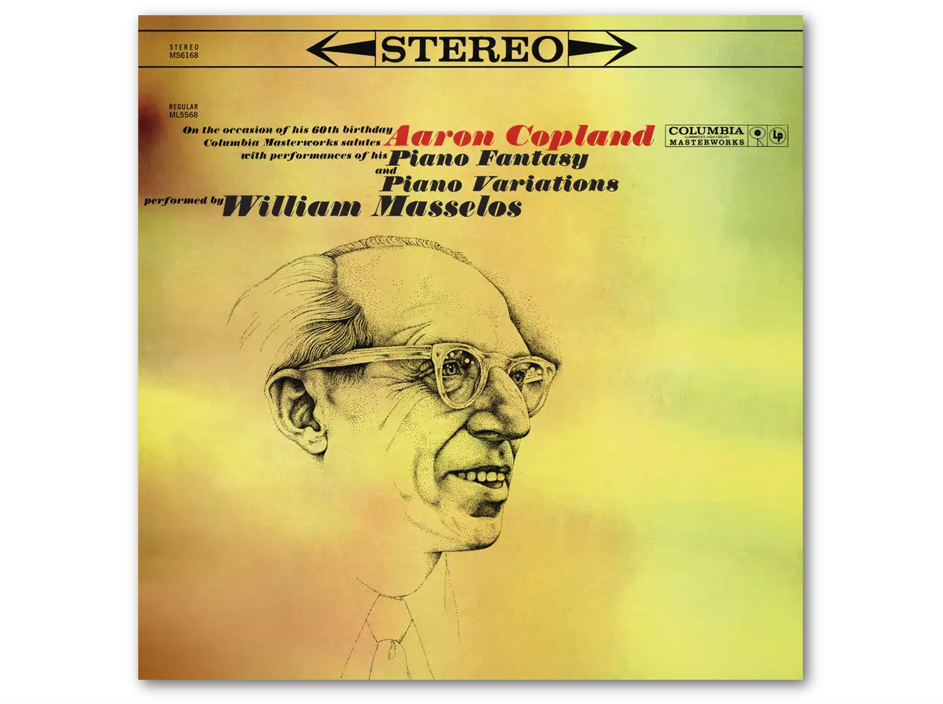 STEREO
STEREO
MS6168
REGULAR
ML5568
On the occasion of his 60th birthday Aaron Copland
Columbia Masterworks salutes
with performances of his Piano Fantasy
and
Piano Variations
performed by William Masselos
COLUMBIA
MASTERWORKS
Lp